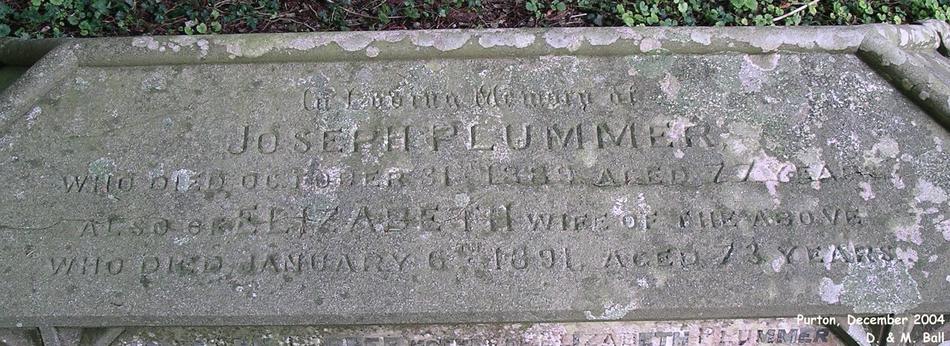 In Loving Memory of
JOSEPH PLUMMER,
WHO DIED OCTOBER 31ST 1889, AGED 77 YEARS
ALSO OF ELIZABETH WIFE OF THE ABOVE
WHO DIED JANUARY 6TH 1891, AGED 73 YEARS
ELIZABETH PLUMMER
Purton, December 2004
D. & M. Ball